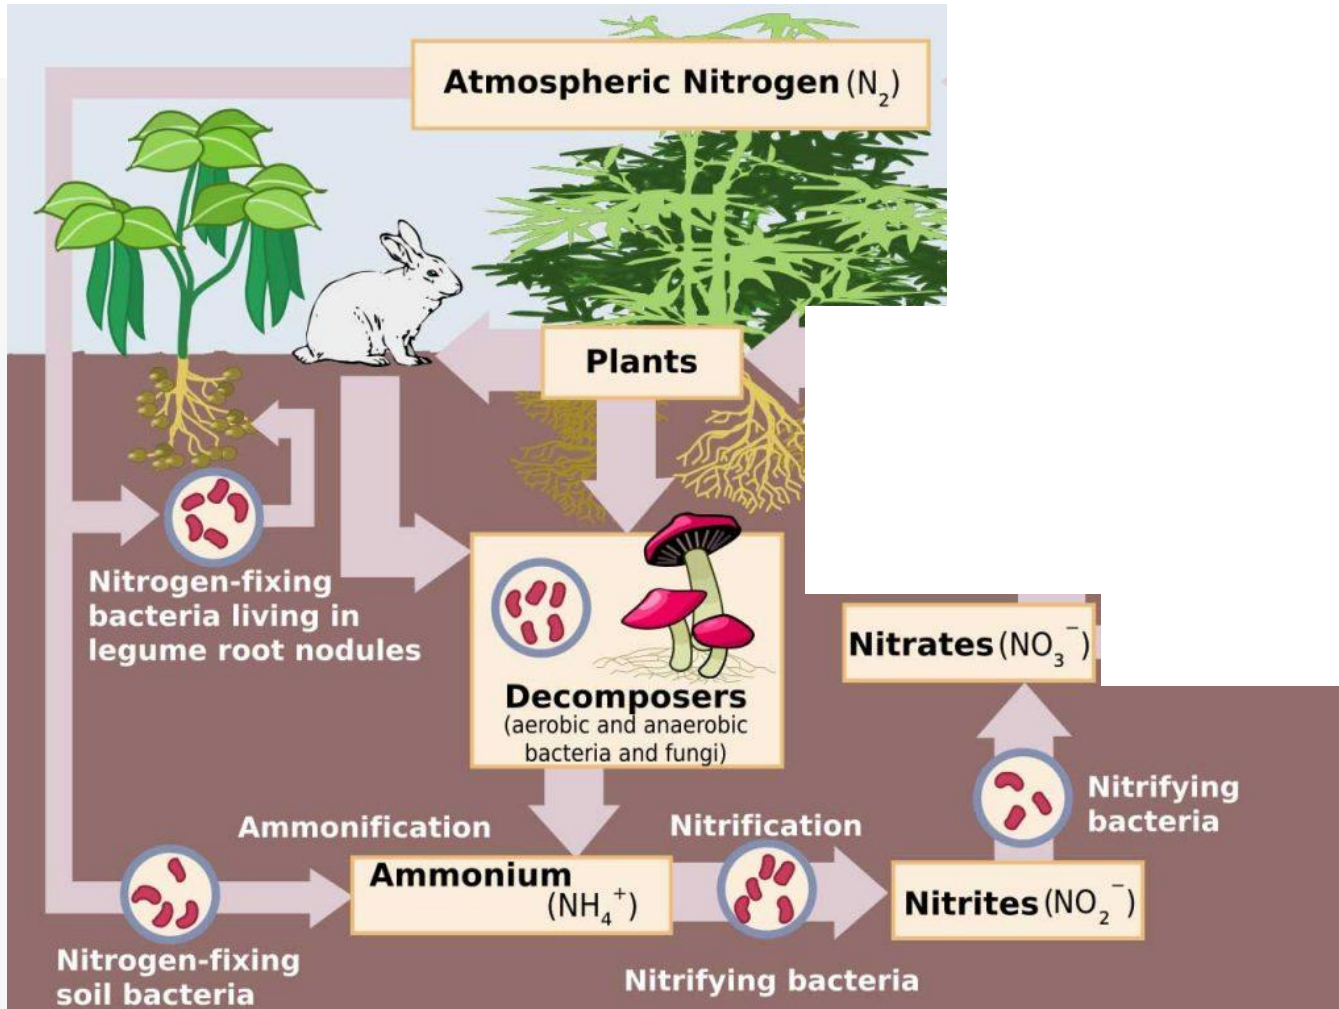 Atmospheric Nitrogen (N₂)
Plants
Nitrogen-fixing
bacteria living in
legume root nodules
Decomposers
(aerobic and anaerobic
bacteria and fungi)
Nitrates (NO₃⁻)
Nitrifying
bacteria
Ammonification
Nitrification
Ammonium
(NH₄⁺)
Nitrites (NO₂⁻)
Nitrogen-fixing
soil bacteria
Nitrifying bacteria